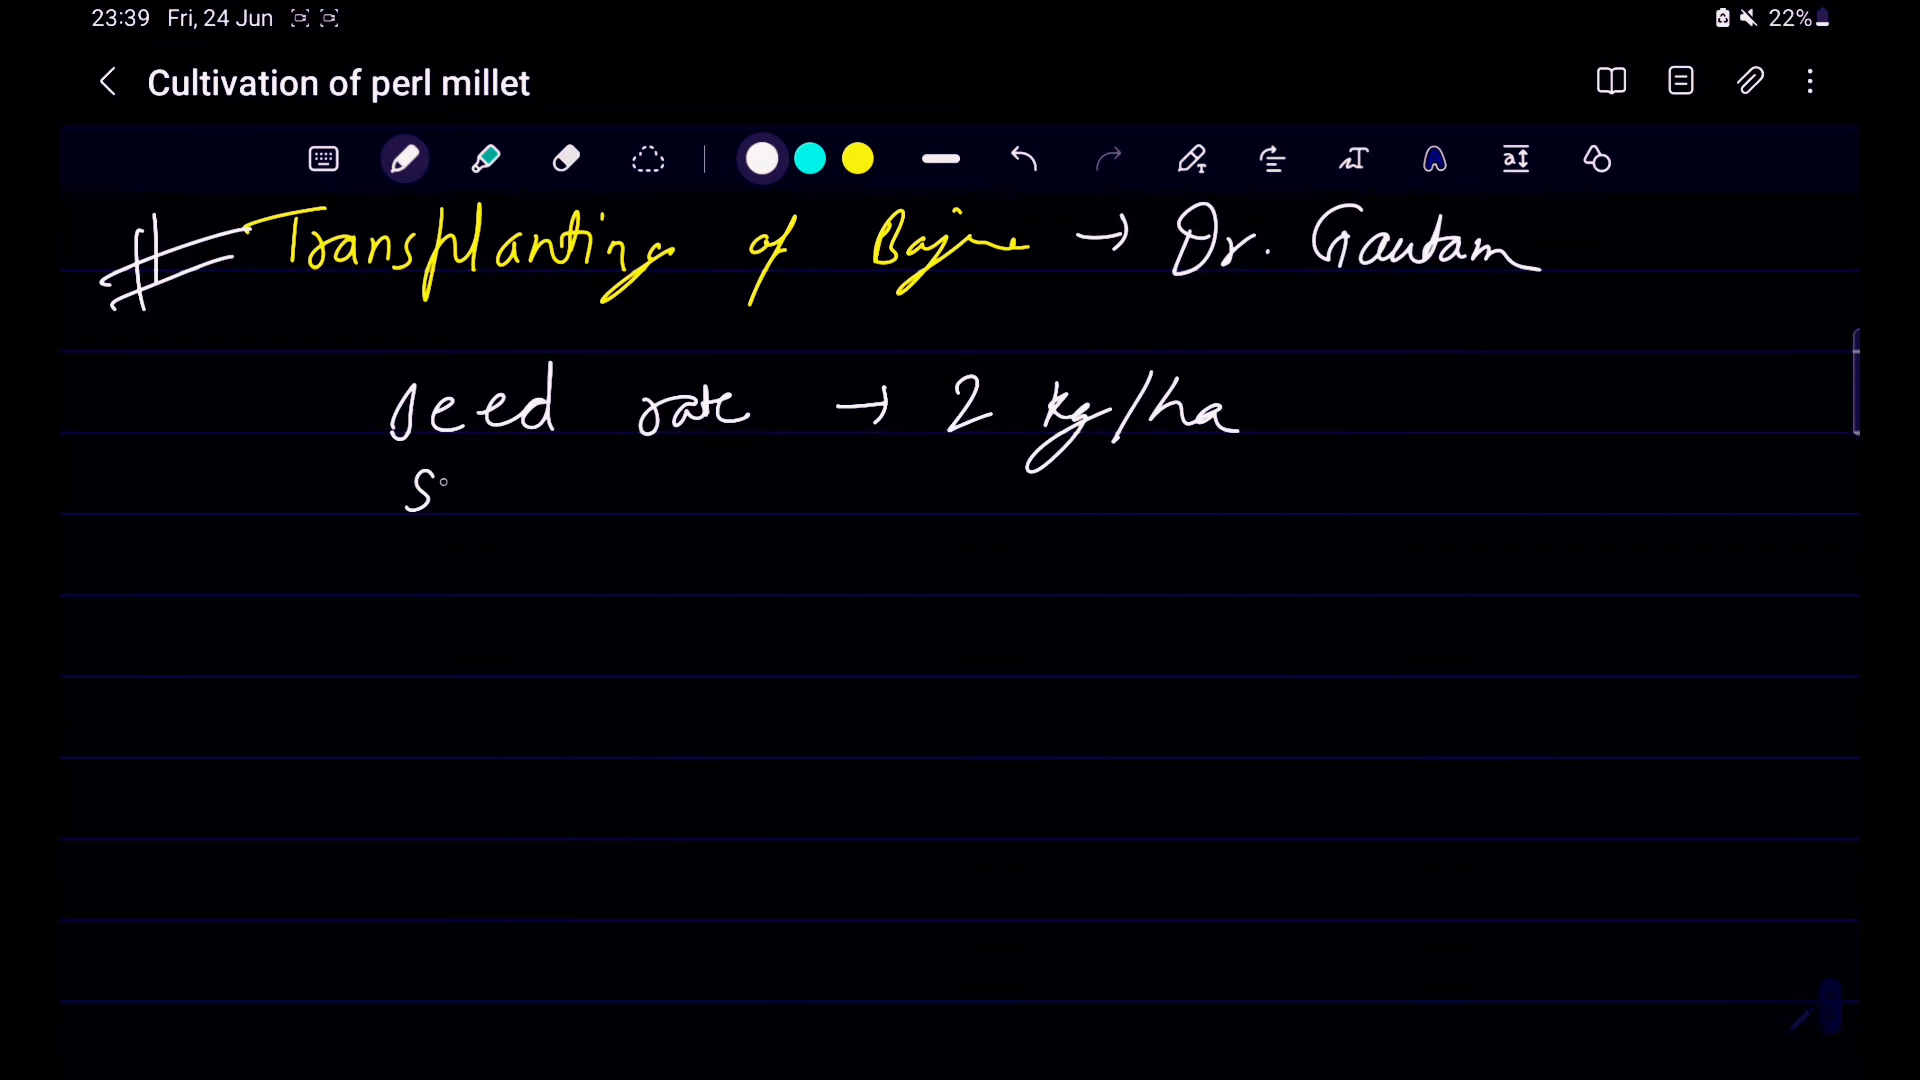 23:39 Fri, 24 Jun 22%
Cultivation of perl millet
# Transplanting of Bajra → Dr. Gautam
Seed rate → 2 kg/ha
S